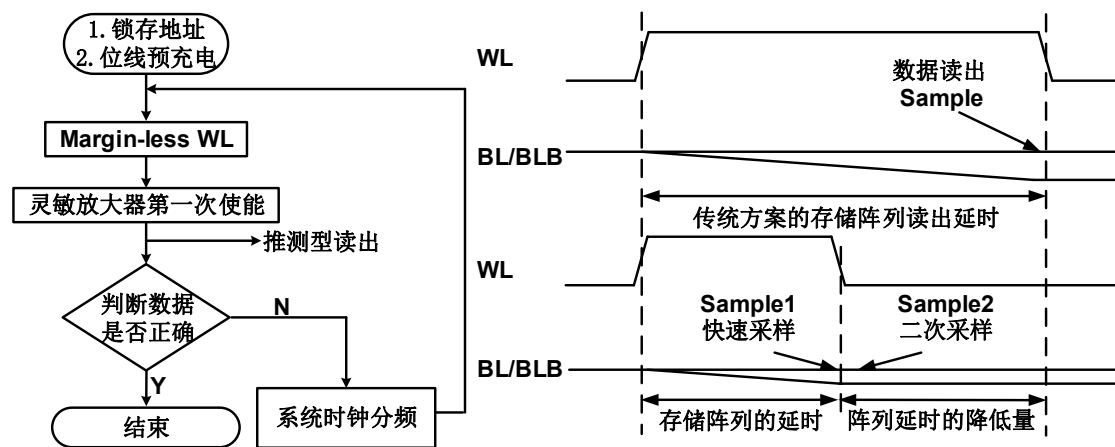 1. 锁存地址
2. 位线预充电
Margin-less WL
灵敏放大器第一次使能
推测型读出
判断数据
是否正确
N
Y
系统时钟分频
结束
WL
数据读出
Sample
BL/BLB
传统方案的存储阵列读出延时
WL
Sample1
快速采样
Sample2
二次采样
BL/BLB
存储阵列的延时
阵列延时的降低量